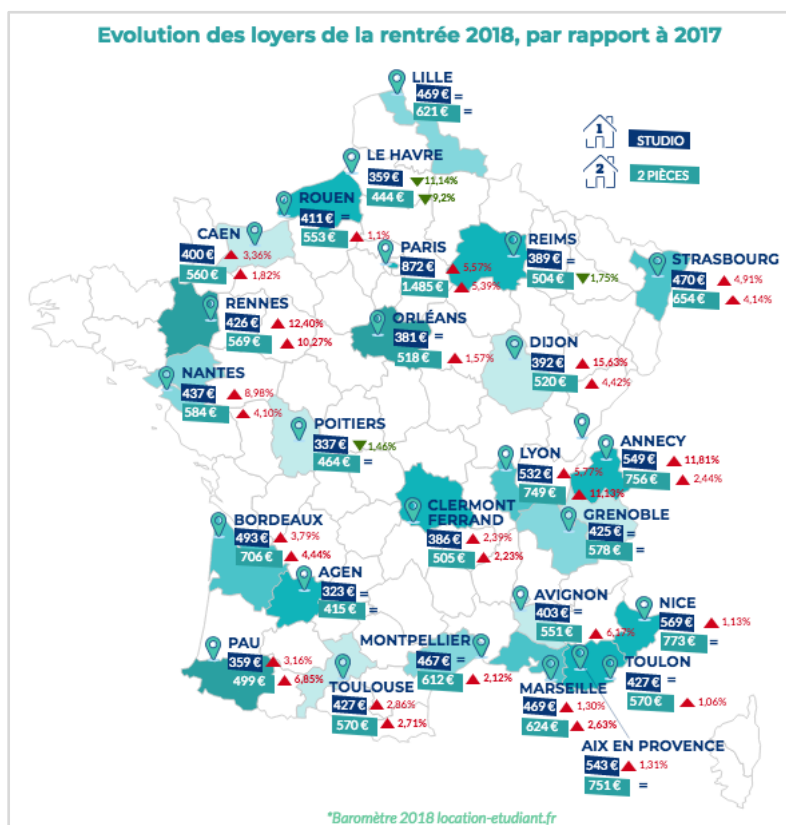 Evolution des loyers de la rentrée 2018, par rapport à 2017
LILLE
469 € =
621 € =
1 STUDIO
2 2 PIÈCES
LE HAVRE
359 € ▼11,14%
444 € ▼9,2%
ROUEN
411 € =
553 € ▲ 1,1%
CAEN
400 € ▲ 3,36%
560 € ▲ 1,82%
PARIS
872 € ▲ 5,57%
1.485 € ▲ 5,39%
REIMS
389 € =
504 € ▼1,75%
STRASBOURG
470 € ▲ 4,91%
654 € ▲ 4,14%
RENNES
426 € ▲ 12,40%
569 € ▲ 10,27%
ORLÉANS
381 € =
518 € ▲ 1,57%
DIJON
392 € ▲ 15,63%
520 € ▲ 4,42%
NANTES
437 € ▲ 8,98%
584 € ▲ 4,10%
POITIERS
337 € ▼1,46%
464 € =
LYON
532 € ▲ 5,77%
749 € ▲ 11,13%
ANNECY
549 € ▲ 11,81%
756 € ▲ 2,44%
CLERMONT
FERRAND
386 € ▲ 2,39%
505 € ▲ 2,23%
GRENOBLE
425 € =
578 € =
BORDEAUX
493 € ▲ 3,79%
706 € ▲ 4,44%
AGEN
323 € =
415 € =
AVIGNON
403 € =
551 € ▲ 6,17%
NICE
569 € ▲ 1,13%
773 € =
PAU
359 € ▲ 3,16%
499 € ▲ 6,85%
MONTPELLIER
467 € =
612 € ▲ 2,12%
TOULOUSE
427 € ▲ 2,86%
570 € ▲ 2,71%
MARSEILLE
469 € ▲ 1,30%
624 € ▲ 2,63%
TOULON
427 € =
570 € ▲ 1,06%
AIX EN PROVENCE
543 € ▲ 1,31%
751 € =
*Baromètre 2018 location-etudiant.fr